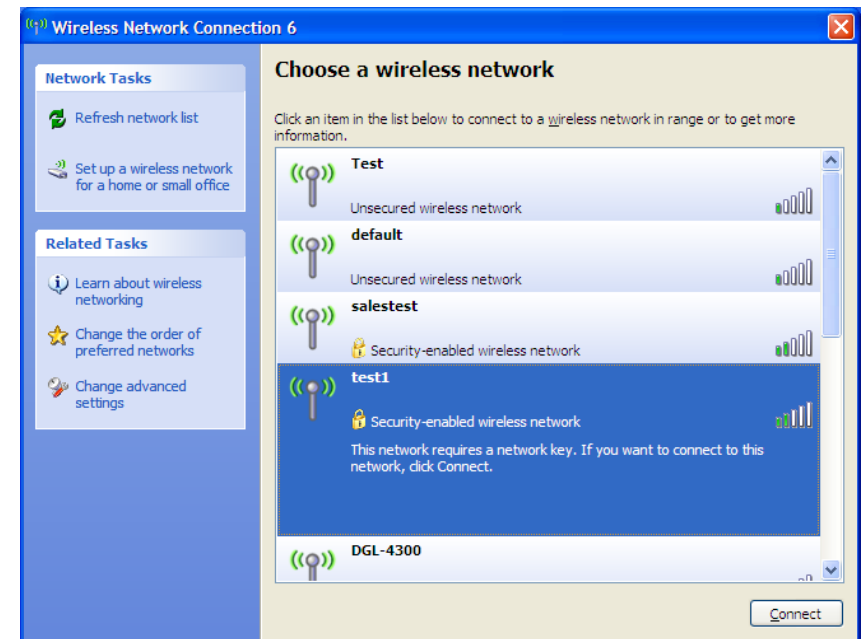 Wireless Network Connection 6
Network Tasks
Refresh network list
Set up a wireless network
for a home or small office
Related Tasks
Learn about wireless
networking
Change the order of
preferred networks
Change advanced
settings
Choose a wireless network
Click an item in the list below to connect to a wireless network in range or to get more
information.
Test
Unsecured wireless network
default
Unsecured wireless network
salestest
Security-enabled wireless network
test1
Security-enabled wireless network
This network requires a network key. If you want to connect to this
network, click Connect.
DGL-4300
Connect